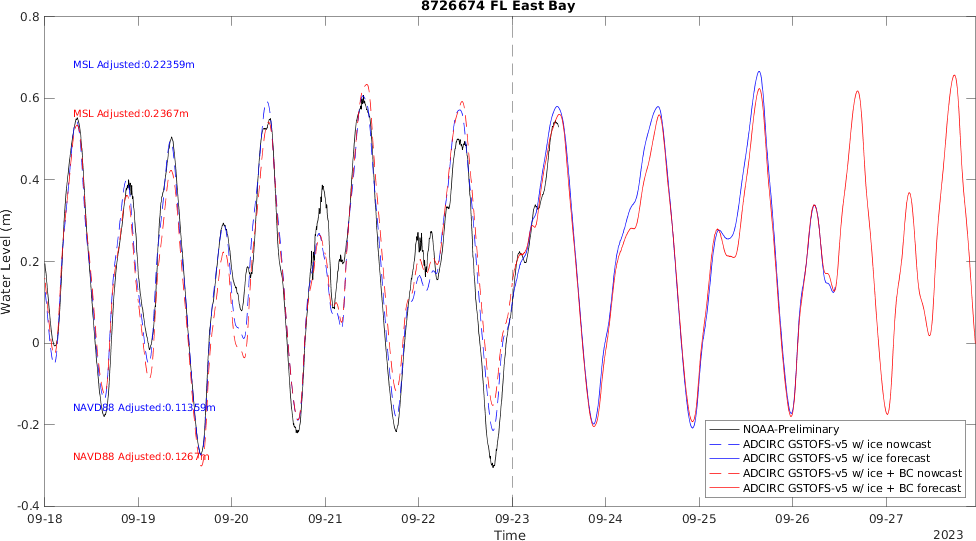 8726674 FL East Bay
0.8
0.6
0.4
0.2
0
-0.2
-0.4
Water Level (m)
MSL Adjusted:0.22359m
MSL Adjusted:0.2367m
NAVD88 Adjusted:0.11359m
NAVD88 Adjusted:0.1267m
NOAA-Preliminary
ADCIRC GSTOFS-v5 w/ ice nowcast
ADCIRC GSTOFS-v5 w/ ice forecast
ADCIRC GSTOFS-v5 w/ ice + BC nowcast
ADCIRC GSTOFS-v5 w/ ice + BC forecast
09-18 09-19 09-20 09-21 09-22 09-23 09-24 09-25 09-26 09-27
Time
2023